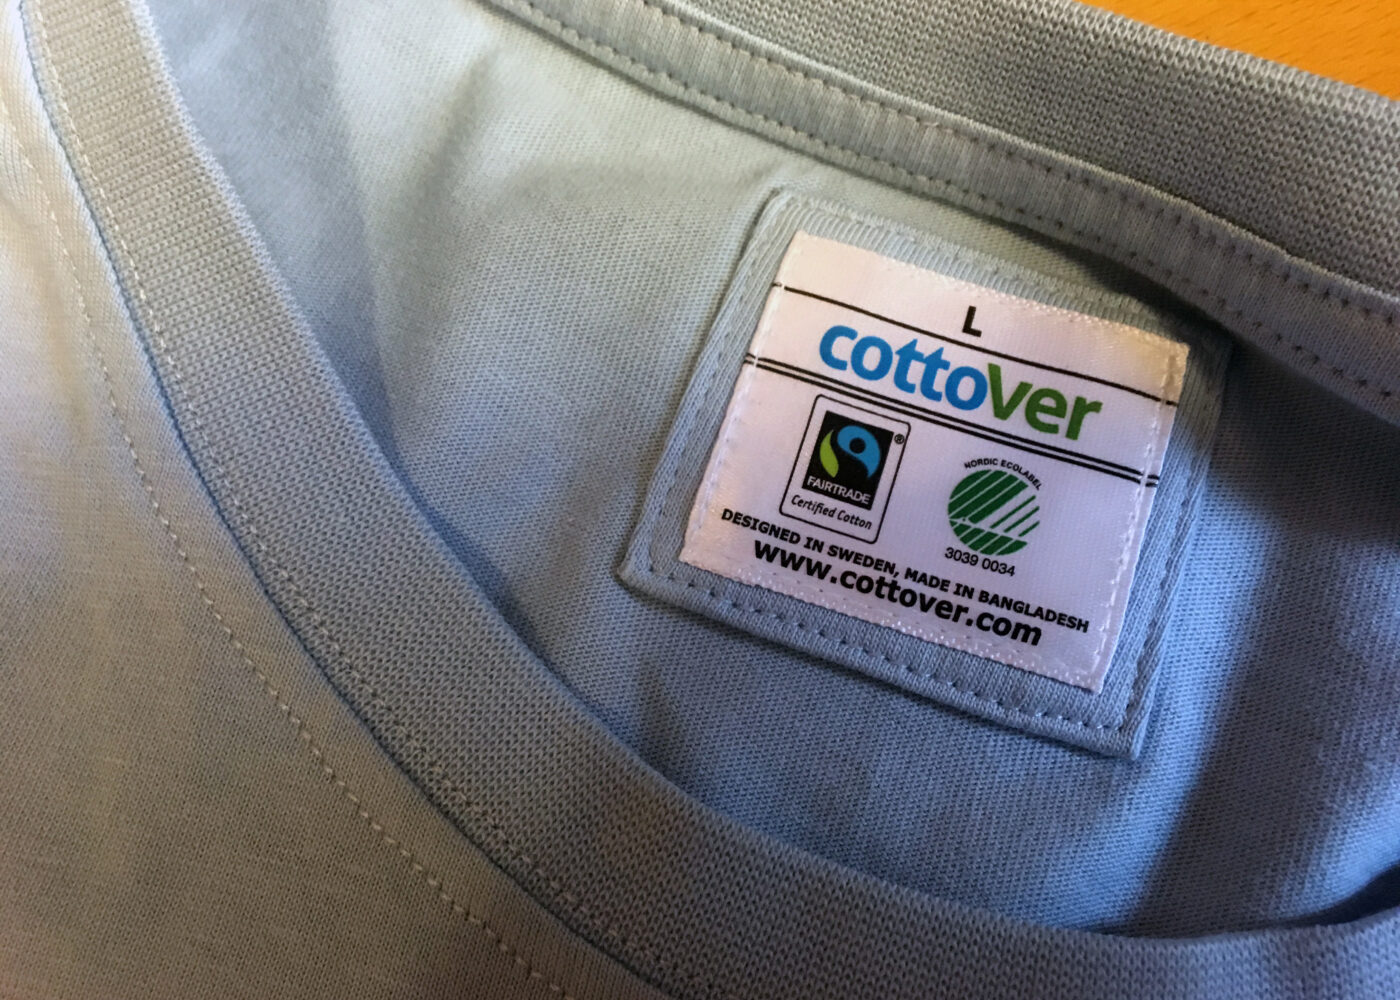 L
cottover
FAIRTRADE
®
Certified Cotton
NORDIC ECOLABEL
3039 0034
DESIGNED IN SWEDEN, MADE IN BANGLADESH
www.cottover.com